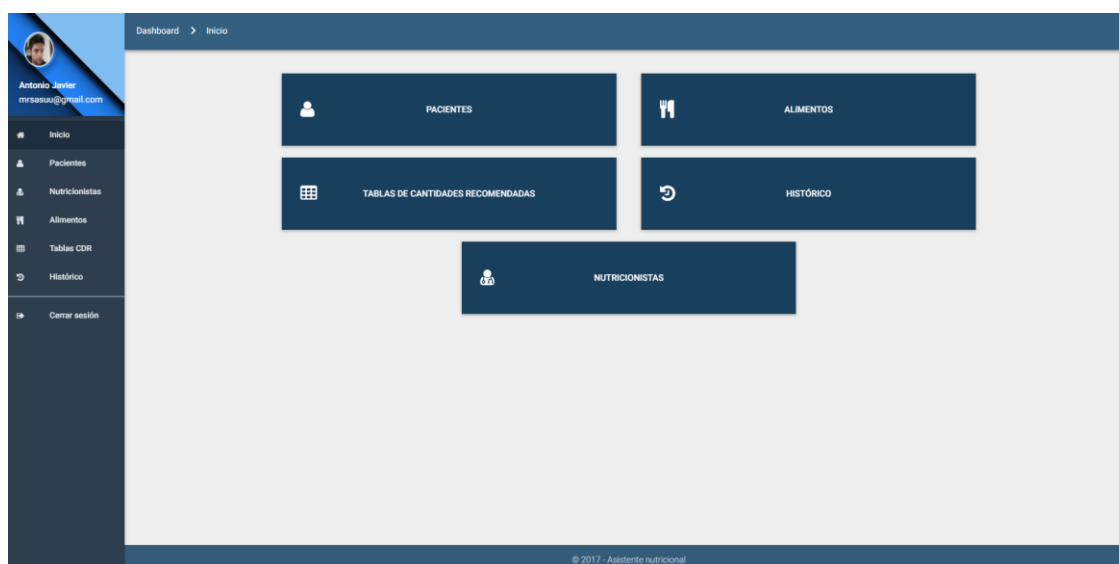 Dashboard > Inicio
Antonio Javier
mrsasuu@gmail.com
Inicio
Pacientes
Nutricionistas
Alimentos
Tablas CDR
Histórico
Cerrar sesión
PACIENTES
ALIMENTOS
TABLAS DE CANTIDADES RECOMENDADAS
HISTÓRICO
NUTRICIONISTAS
© 2017 - Asistente nutricional